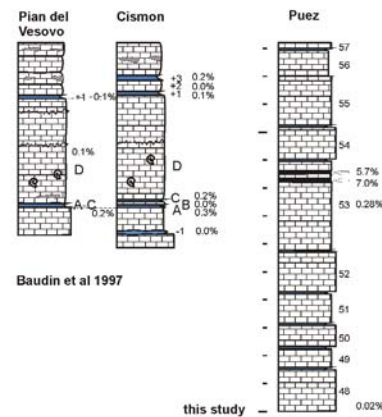 Pian del
Vesovo
Cismon
Puez
+1 0.1%
0.1%
D
A C
0.2%
+3 0.2%
+2 0.0%
+1 0.1%
D
C 0.2%
B 0.0%
A 0.3%
-1 0.0%
57
56
55
54
5.7%
7.0%
53 0.28%
52
51
50
49
48
0.02%
Baudin et al 1997
this study